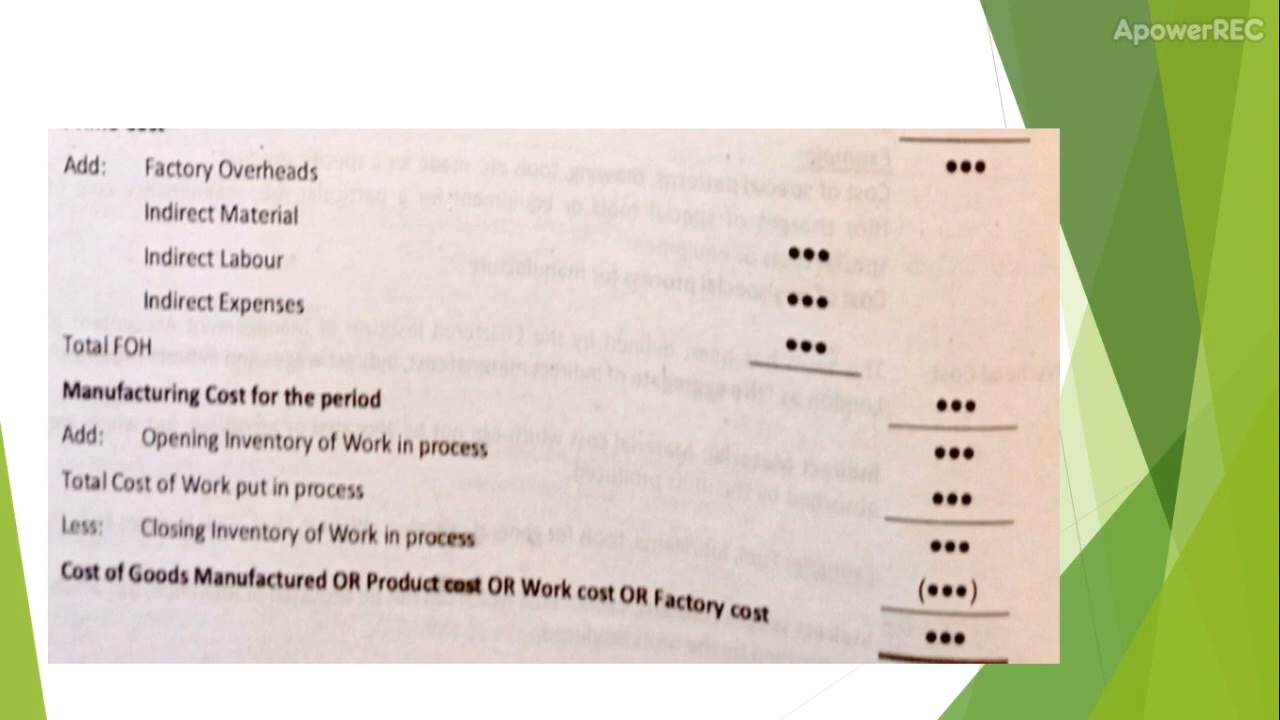 ApowerREC
Add: Factory Overheads •••
Indirect Material
Indirect Labour •••
Indirect Expenses •••
Total FOH •••
Manufacturing Cost for the period •••
Add: Opening Inventory of Work in process •••
Total Cost of Work put in process •••
Less: Closing Inventory of Work in process •••
Cost of Goods Manufactured OR Product cost OR Work cost OR Factory cost (•••)
•••